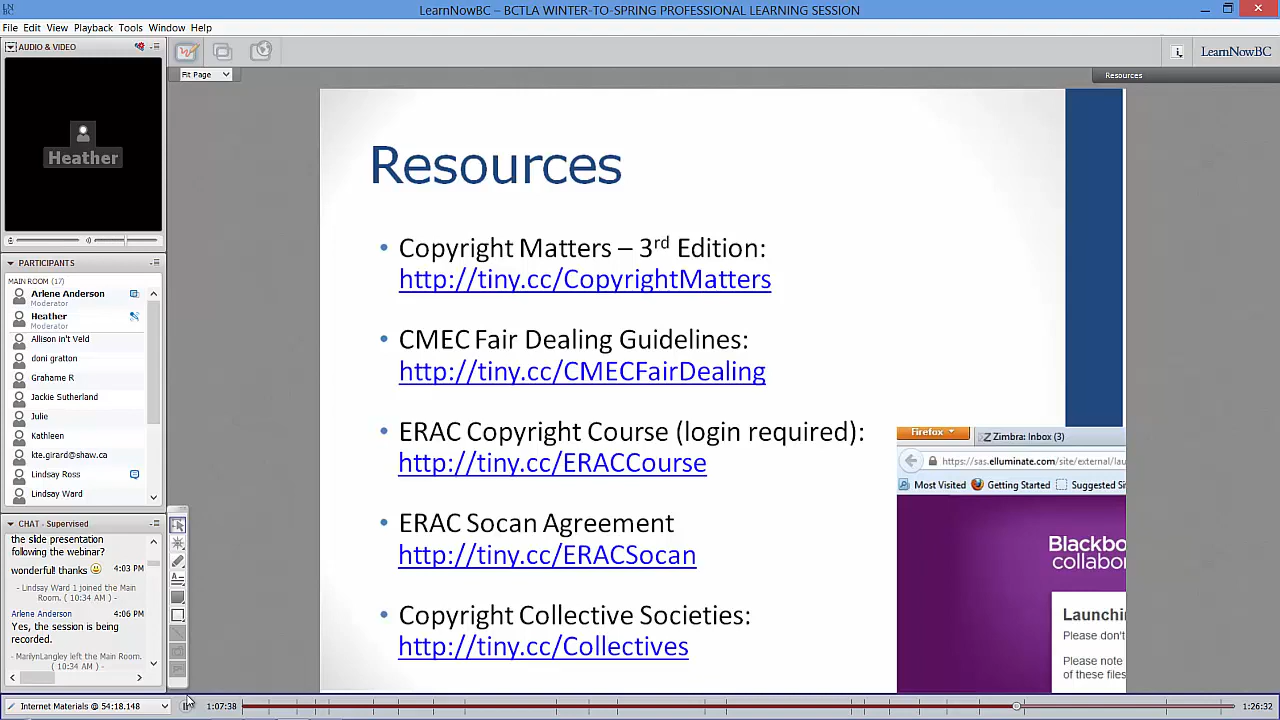 LearnNowBC – BCTLA WINTER-TO-SPRING PROFESSIONAL LEARNING SESSION
File Edit View Playback Tools Window Help
AUDIO & VIDEO
LearnNowBC
Fit Page
Resources
Heather
PARTICIPANTS
MAIN ROOM (17)
Arlene Anderson
Moderator
Heather
Moderator
Allison in't Veld
doni gratton
Grahame R
Jackie Sutherland
Julie
Kathleen
kte.girard@shaw.ca
Lindsay Ross
Lindsay Ward
CHAT - Supervised
the slide presentation
following the webinar?
wonderful! thanks 4:03 PM
- Lindsay Ward 1 joined the Main
Room. ( 10:34 AM ) -
Arlene Anderson 4:06 PM
Yes, the session is being
recorded.
- MarilynLangley left the Main Room.
( 10:34 AM ) -
Resources
• Copyright Matters – 3rd Edition:
http://tiny.cc/CopyrightMatters
• CMEC Fair Dealing Guidelines:
http://tiny.cc/CMECFairDealing
• ERAC Copyright Course (login required):
http://tiny.cc/ERACCourse
• ERAC Socan Agreement
http://tiny.cc/ERACSocan
• Copyright Collective Societies:
http://tiny.cc/Collectives
Firefox
Zimbra: Inbox (3)
https://sas.elluminate.com/site/external/lau
Most Visited Getting Started Suggested Si
Blackbo
collabo
Launchin
Please don't
Please note
of these files
Internet Materials @ 54:18.148
1:07:38
1:26:32